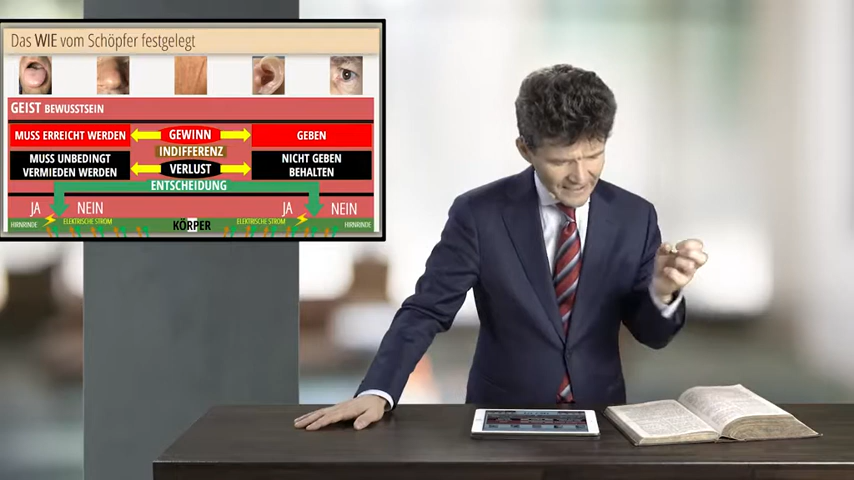 Das WIE vom Schöpfer festgelegt
GEIST BEWUSSTSEIN
MUSS ERREICHT WERDEN GEWINN GEBEN
INDIFFERENZ
MUSS UNBEDINGT
VERMIEDEN WERDEN
VERLUST
NICHT GEBEN
BEHALTEN
ENTSCHEIDUNG
JA NEIN JA NEIN
HIRNRINDE ELEKTRISCHE STROM KÖRPER ELEKTRISCHE STROM HIRNRINDE